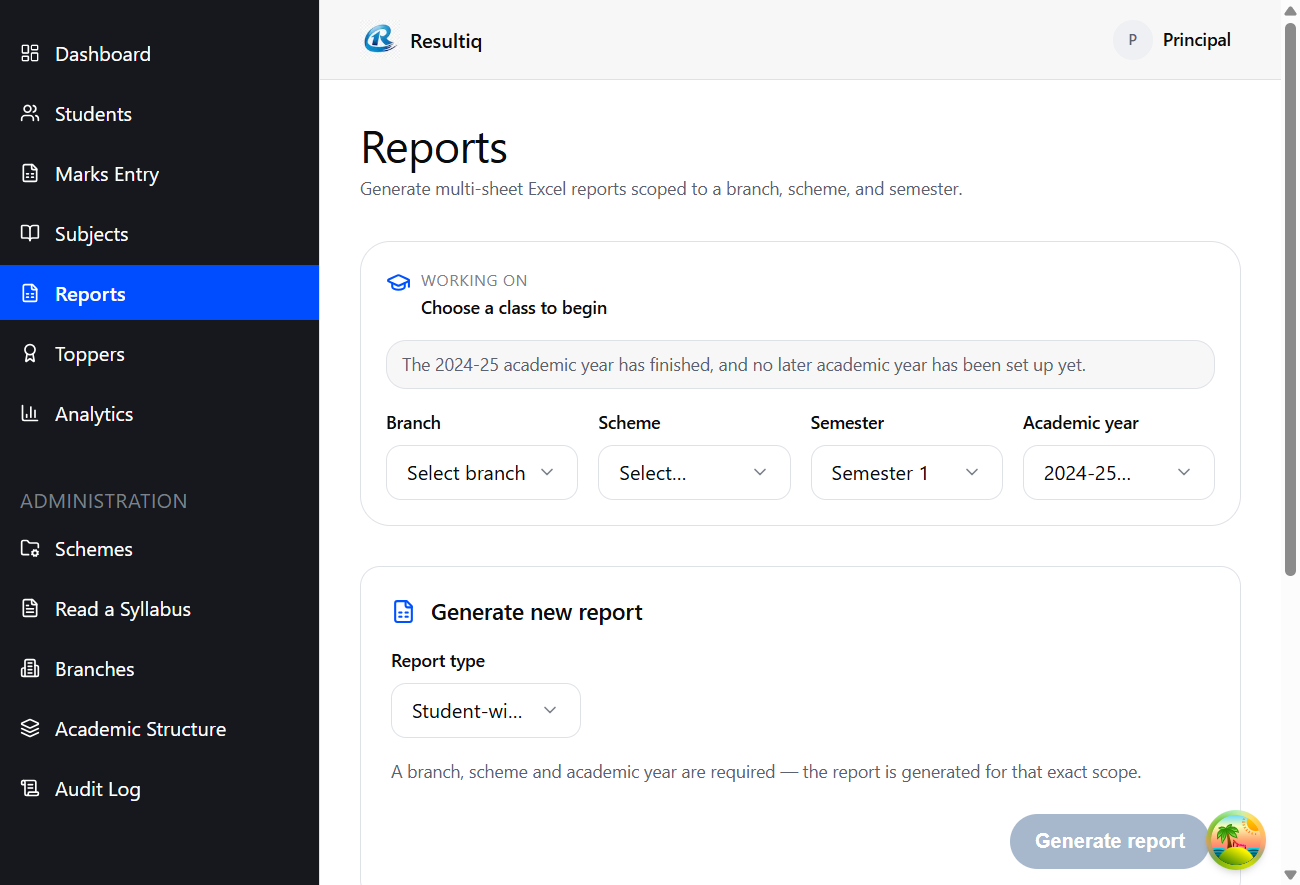 Dashboard
Students
Marks Entry
Subjects
Reports
Toppers
Analytics
ADMINISTRATION
Schemes
Read a Syllabus
Branches
Academic Structure
Audit Log
Resultiq
P Principal
Reports
Generate multi-sheet Excel reports scoped to a branch, scheme, and semester.
WORKING ON
Choose a class to begin
The 2024-25 academic year has finished, and no later academic year has been set up yet.
Branch Scheme Semester Academic year
Select branch Select... Semester 1 2024-25...
Generate new report
Report type
Student-wi...
A branch, scheme and academic year are required — the report is generated for that exact scope.
Generate report